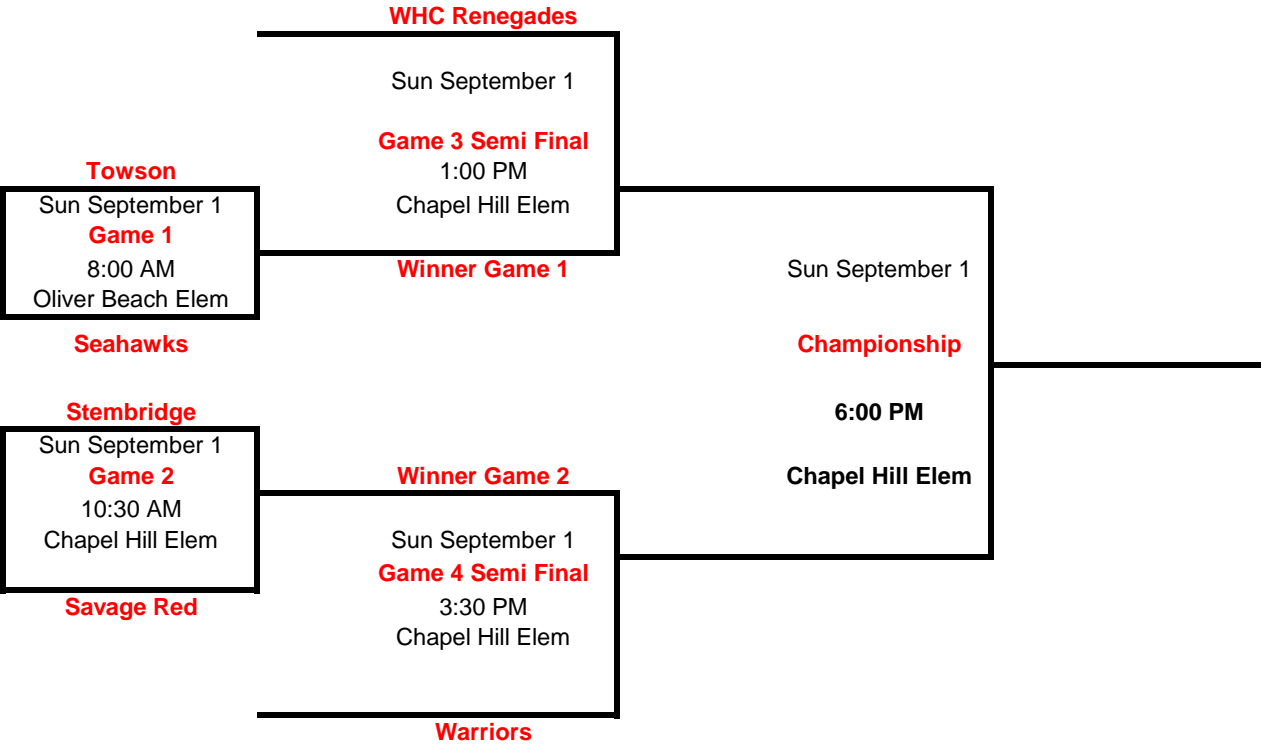 WHC Renegades
Sun September 1
Game 3 Semi Final
1:00 PM
Chapel Hill Elem
Winner Game 1
Towson
Sun September 1
Game 1
8:00 AM
Oliver Beach Elem
Seahawks
Stembridge
Sun September 1
Game 2
10:30 AM
Chapel Hill Elem
Savage Red
Winner Game 2
Sun September 1
Game 4 Semi Final
3:30 PM
Chapel Hill Elem
Warriors
Sun September 1
Championship
6:00 PM
Chapel Hill Elem